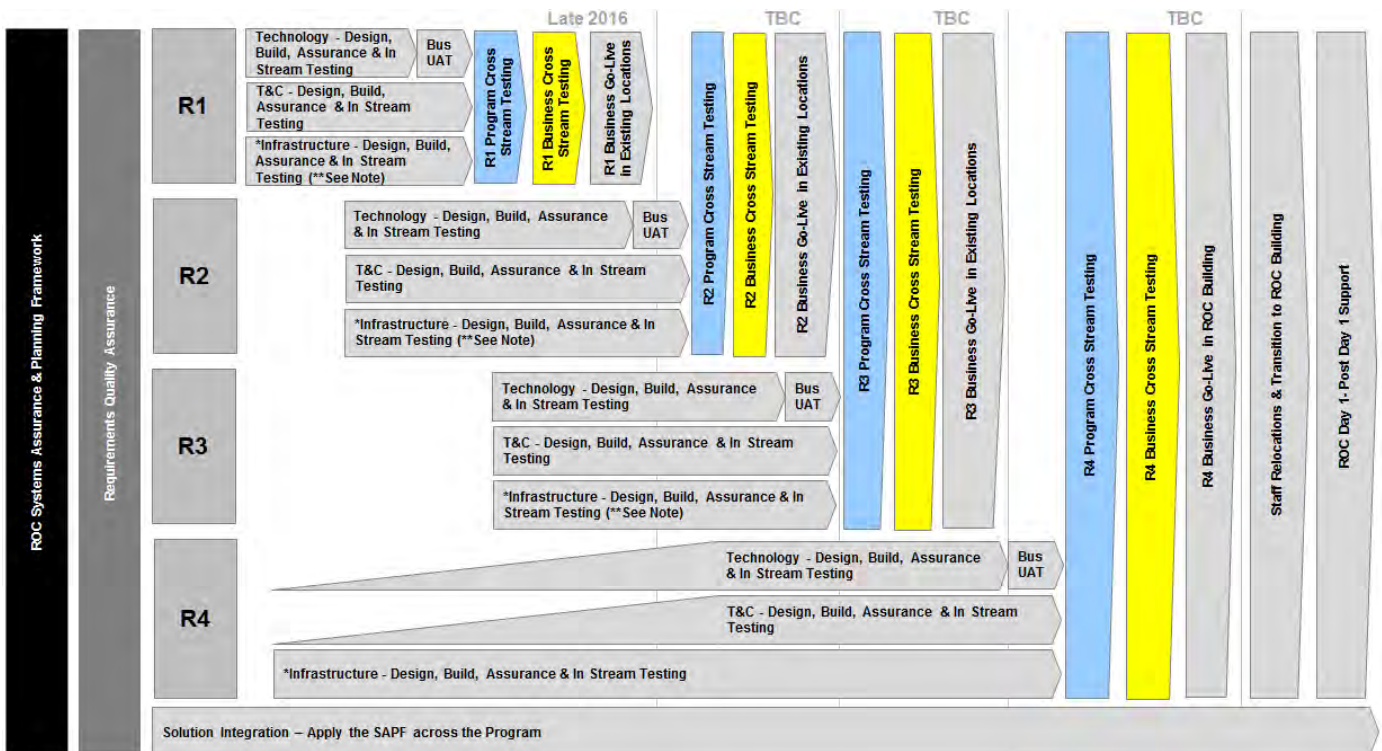 Late 2016
TBC
TBC
TBC
ROC Systems Assurance & Planning Framework
Requirements Quality Assurance
R1
Technology - Design,
Build, Assurance & In
Stream Testing
Bus
UAT
T&C - Design, Build,
Assurance & In Stream
Testing
*Infrastructure - Design, Build,
Assurance & In Stream
Testing (**See Note)
R1 Program Cross
Stream Testing
R1 Business Cross
Stream Testing
R1 Business Go-Live
in Existing Locations
R2
Technology - Design, Build, Assurance
& In Stream Testing
Bus
UAT
T&C - Design, Build, Assurance & In Stream
Testing
*Infrastructure - Design, Build, Assurance & In
Stream Testing (**See Note)
R2 Program Cross Stream Testing
R2 Business Cross Stream Testing
R2 Business Go-Live in Existing Locations
R3
Technology - Design, Build, Assurance
& In Stream Testing
Bus
UAT
T&C - Design, Build, Assurance & In Stream
Testing
*Infrastructure - Design, Build, Assurance & In
Stream Testing (**See Note)
R3 Program Cross Stream Testing
R3 Business Cross Stream Testing
R3 Business Go-Live in Existing Locations
R4
Technology - Design, Build, Assurance
& In Stream Testing
Bus
UAT
T&C - Design, Build, Assurance & In Stream
Testing
*Infrastructure - Design, Build, Assurance & In Stream Testing
R4 Program Cross Stream Testing
R4 Business Cross Stream Testing
R4 Business Go-Live in ROC Building
Staff Relocations & Transition to ROC Building
ROC Day 1- Post Day 1 Support
Solution Integration – Apply the SAPF across the Program